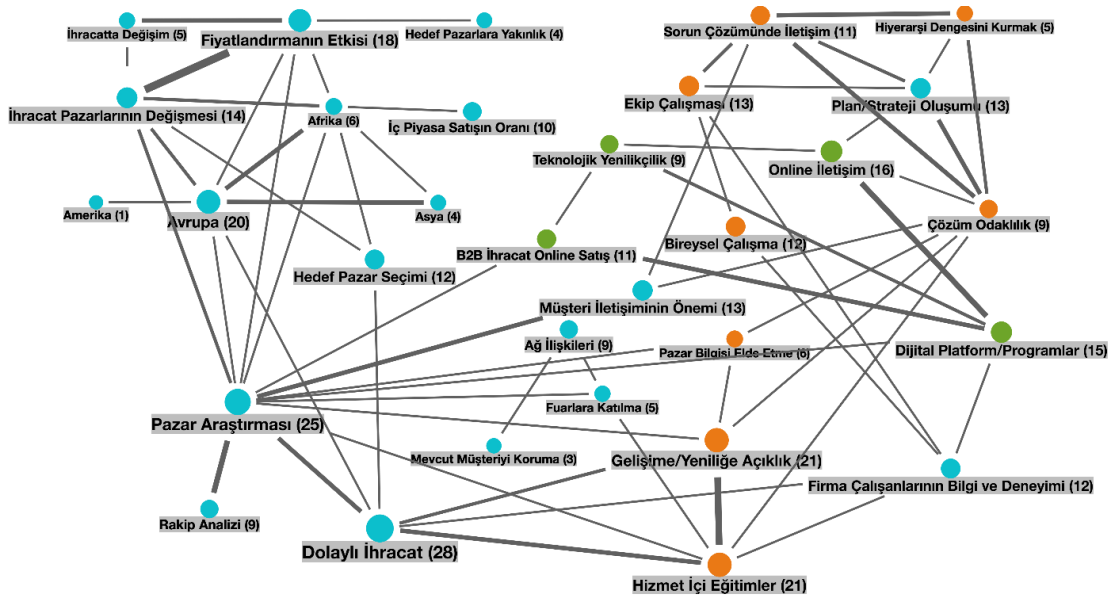 İhracatta Değişim (5)
Fiyatlandırmanın Etkisi (18)
Hedef Pazarlara Yakınlık (4)
Sorun Çözümünde İletişim (11)
Hiyerarşi Dengesini Kurmak (5)
İhracat Pazarlarının Değişmesi (14)
Afrika (6)
İç Piyasa Satışın Oranı (10)
Ekip Çalışması (13)
Plan/Strateji Oluşumu (13)
Teknolojik Yenilikçilik (9)
Online İletişim (16)
Amerika (1)
Avrupa (20)
Asya (4)
Bireysel Çalışma (12)
Çözüm Odaklılık (9)
Hedef Pazar Seçimi (12)
B2B İhracat Online Satış (11)
Müşteri İletişiminin Önemi (13)
Ağ İlişkileri (9)
Pazar Bilgisi Elde Etme (6)
Dijital Platform/Programlar (15)
Fuarlara Katılma (5)
Pazar Araştırması (25)
Mevcut Müşteriyi Koruma (3)
Gelişime/Yeniliğe Açıklık (21)
Firma Çalışanlarının Bilgi ve Deneyimi (12)
Rakip Analizi (9)
Dolaylı İhracat (28)
Hizmet İçi Eğitimler (21)